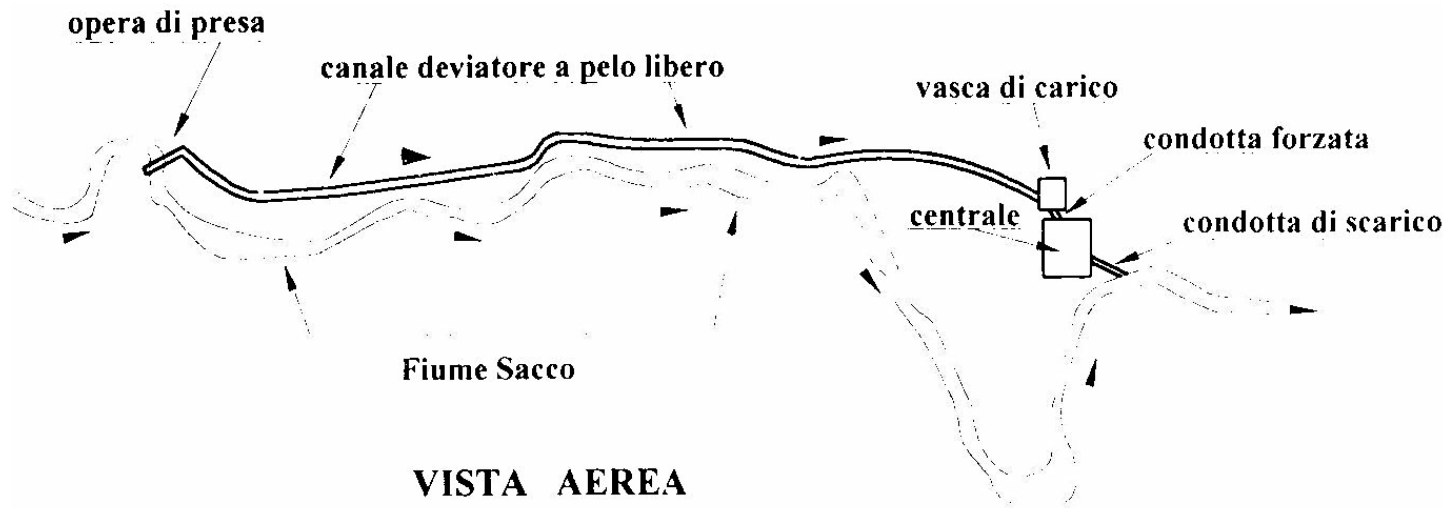 opera di presa
canale deviatore a pelo libero
vasca di carico
condotta forzata
centrale
condotta di scarico
Fiume Sacco
VISTA AEREA